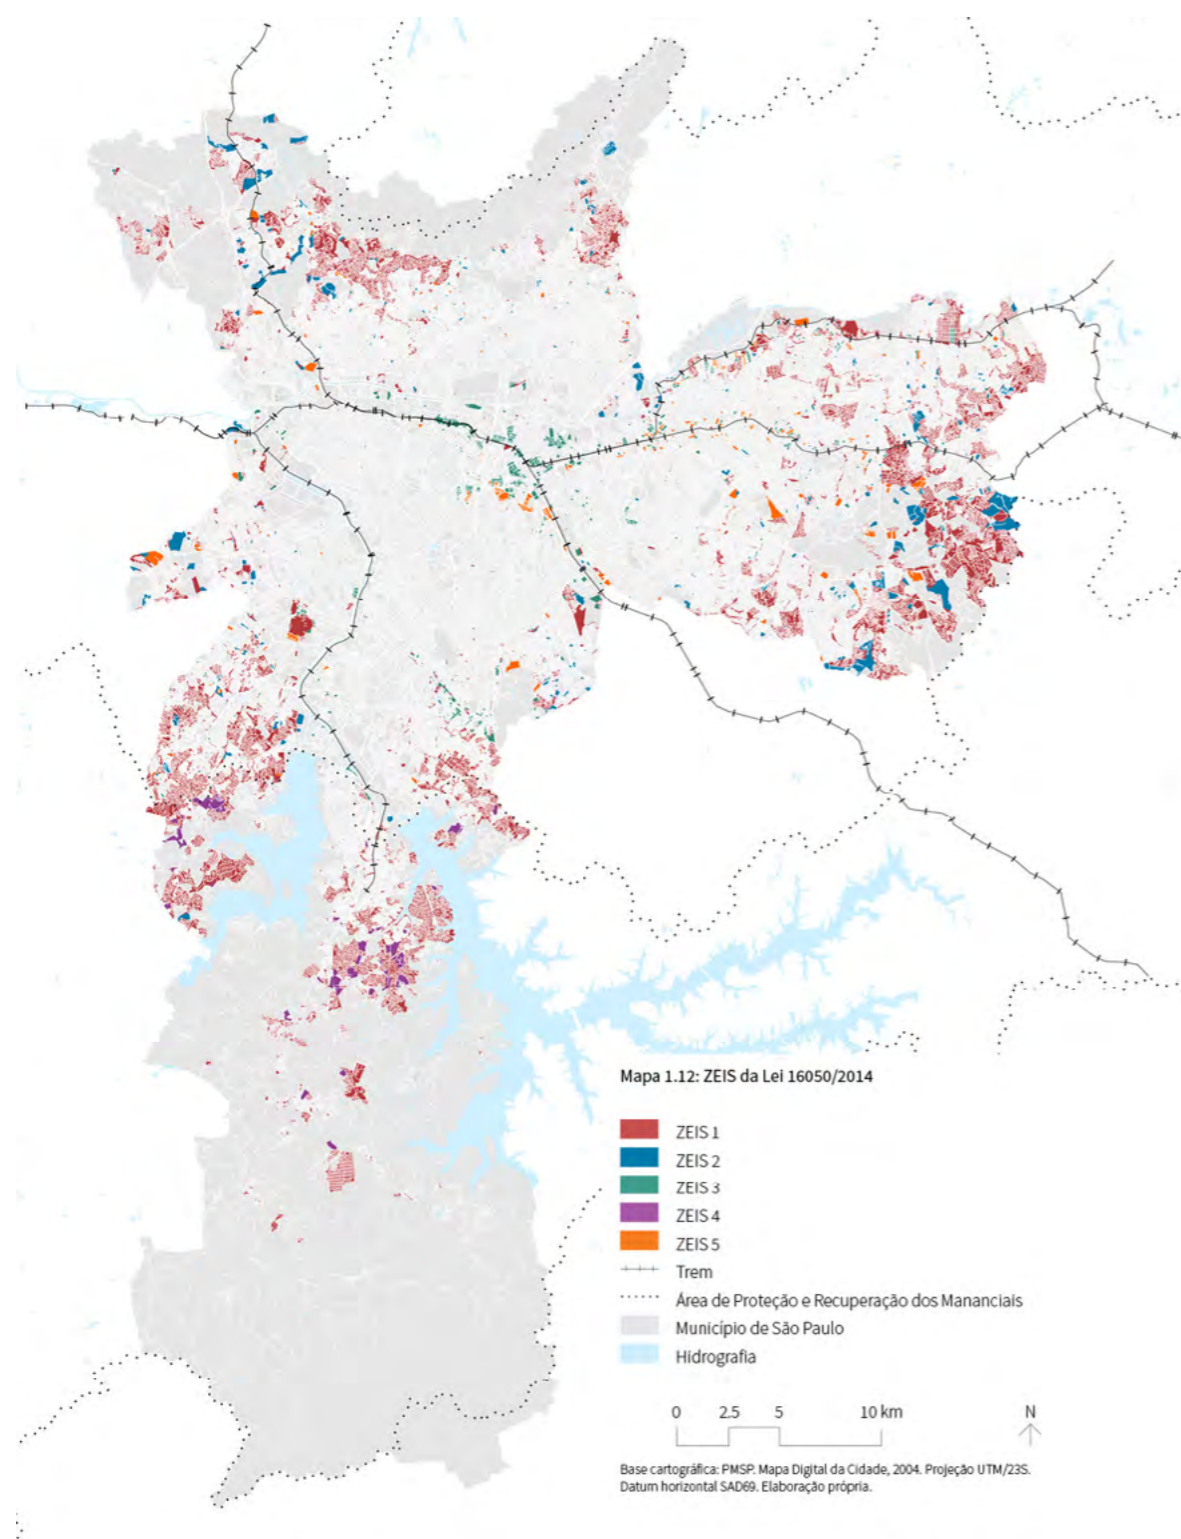 Mapa 1.12: ZEIS da Lei 16050/2014
ZEIS 1
ZEIS 2
ZEIS 3
ZEIS 4
ZEIS 5
Trem
Área de Proteção e Recuperação dos Mananciais
Município de São Paulo
Hidrografia
0 2.5 5 10 km N
Base cartográfica: PMSP. Mapa Digital da Cidade, 2004. Projeção UTM/23S.
Datum horizontal SAD69. Elaboração própria.